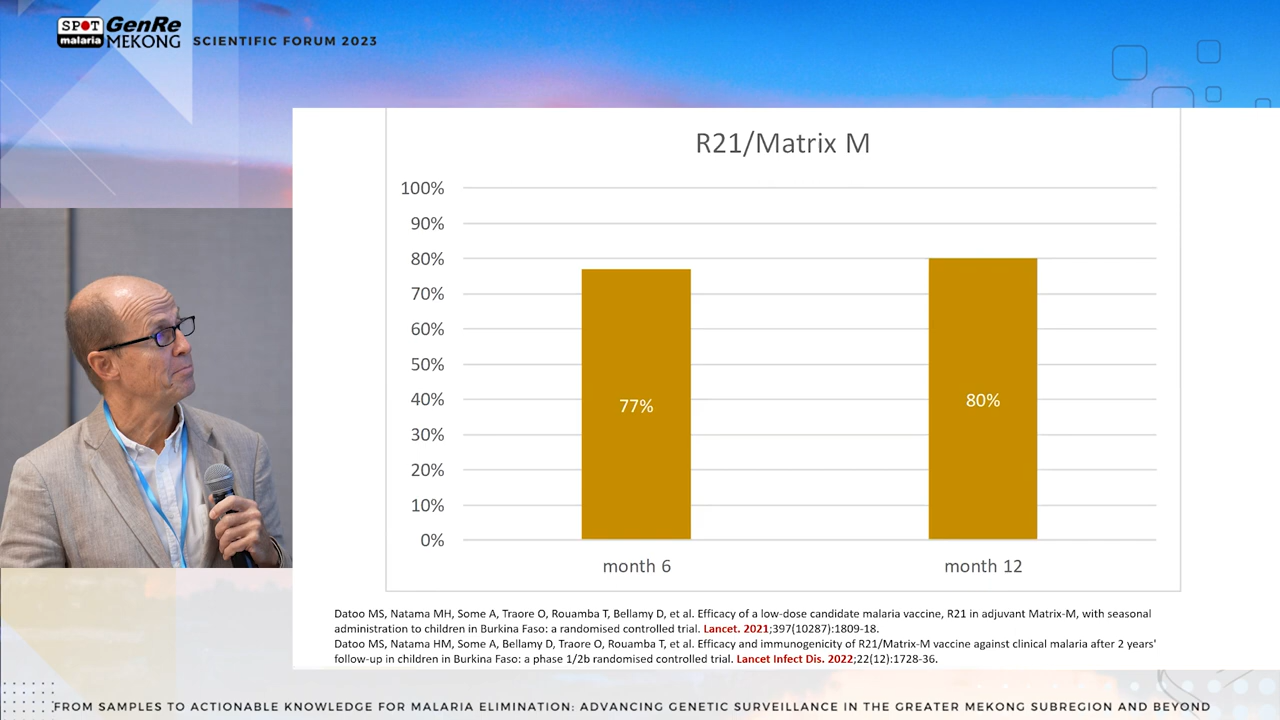 SPOT malaria GenRe MEKONG SCIENTIFIC FORUM 2023
R21/Matrix M
100%
90%
80%
70%
60%
50%
40%
30%
20%
10%
0%
77%
80%
month 6
month 12
Datoo MS, Natama MH, Some A, Traore O, Rouamba T, Bellamy D, et al. Efficacy of a low-dose candidate malaria vaccine, R21 in adjuvant Matrix-M, with seasonal
administration to children in Burkina Faso: a randomised controlled trial. Lancet. 2021;397(10287):1809-18.
Datoo MS, Natama HM, Some A, Bellamy D, Traore O, Rouamba T, et al. Efficacy and immunogenicity of R21/Matrix-M vaccine against clinical malaria after 2 years'
follow-up in children in Burkina Faso: a phase 1/2b randomised controlled trial. Lancet Infect Dis. 2022;22(12):1728-36.
FROM SAMPLES TO ACTIONABLE KNOWLEDGE FOR MALARIA ELIMINATION: ADVANCING GENETIC SURVEILLANCE IN THE GREATER MEKONG SUBREGION AND BEYOND